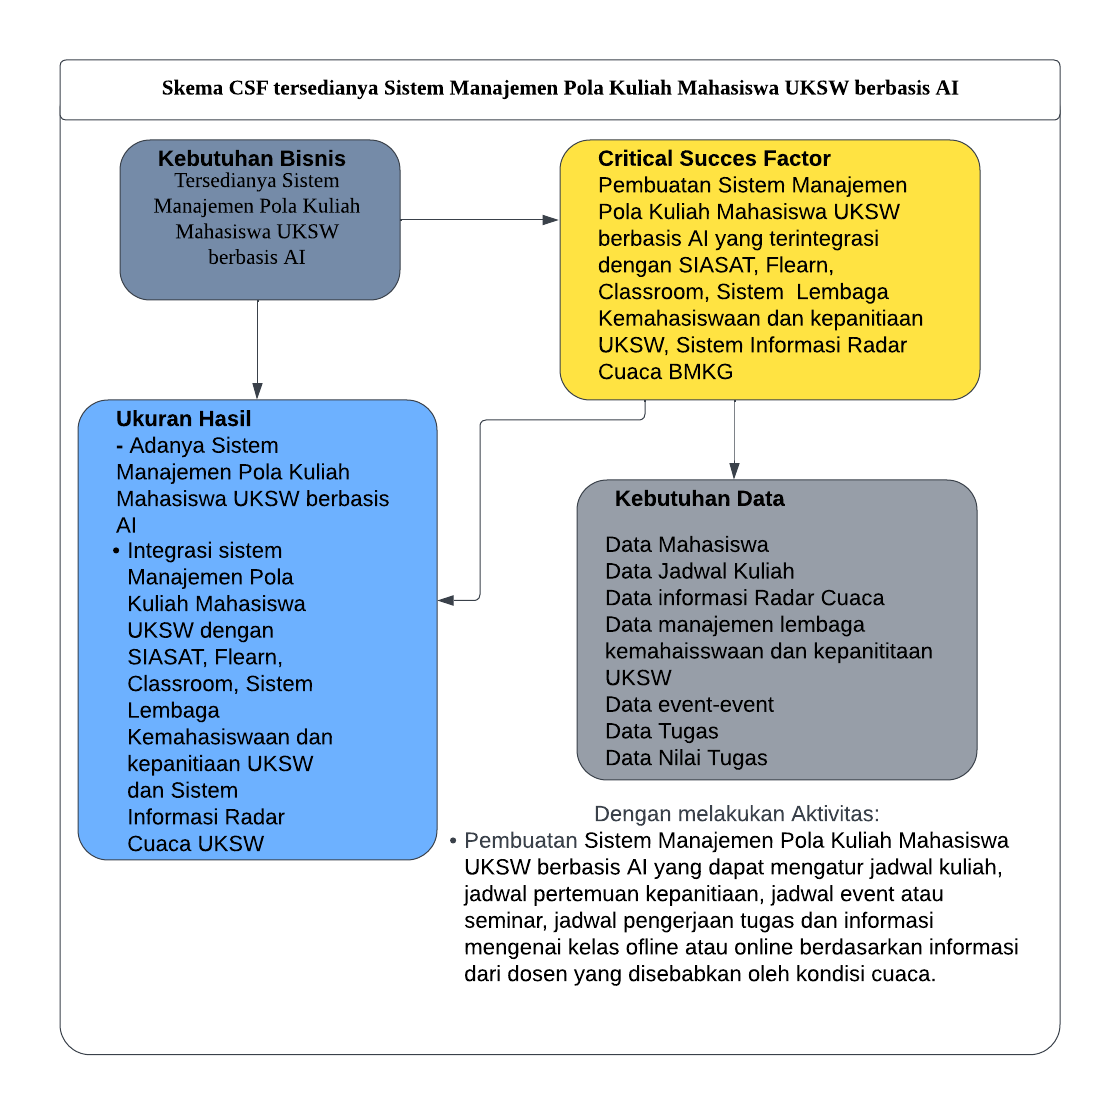 Skema CSF tersedianya Sistem Manajemen Pola Kuliah Mahasiswa UKSW berbasis AI
Kebutuhan Bisnis
Tersedianya Sistem
Manajemen Pola Kuliah
Mahasiswa UKSW
berbasis AI
Critical Succes Factor
Pembuatan Sistem Manajemen
Pola Kuliah Mahasiswa UKSW
berbasis AI yang terintegrasi
dengan SIASAT, Flearn,
Classroom, Sistem  Lembaga
Kemahasiswaan dan kepanitiaan
UKSW, Sistem Informasi Radar
Cuaca BMKG
Ukuran Hasil
- Adanya Sistem
Manajemen Pola Kuliah
Mahasiswa UKSW berbasis
AI
• Integrasi sistem
Manajemen Pola
Kuliah Mahasiswa
UKSW dengan
SIASAT, Flearn,
Classroom, Sistem
Lembaga
Kemahasiswaan dan
kepanitiaan UKSW
dan Sistem
Informasi Radar
Cuaca UKSW
Kebutuhan Data
Data Mahasiswa
Data Jadwal Kuliah
Data informasi Radar Cuaca
Data manajemen lembaga
kemahaisswaan dan kepanititaan
UKSW
Data event-event
Data Tugas
Data Nilai Tugas
Dengan melakukan Aktivitas:
• Pembuatan Sistem Manajemen Pola Kuliah Mahasiswa
UKSW berbasis AI yang dapat mengatur jadwal kuliah,
jadwal pertemuan kepanitiaan, jadwal event atau
seminar, jadwal pengerjaan tugas dan informasi
mengenai kelas ofline atau online berdasarkan informasi
dari dosen yang disebabkan oleh kondisi cuaca.